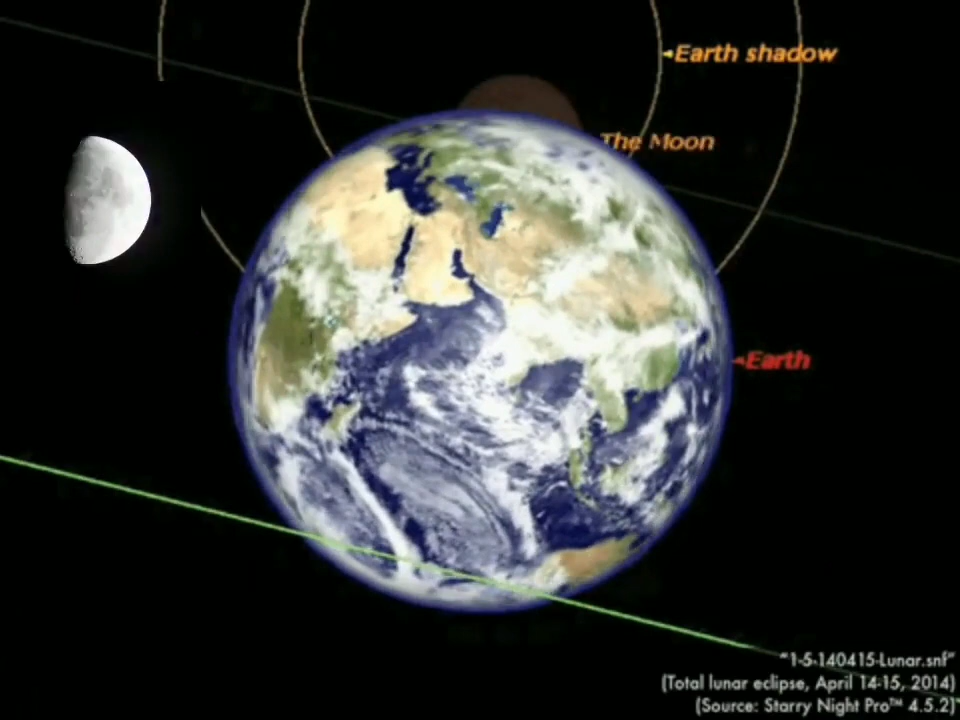 Earth shadow
The Moon
Earth
"1-5-140415-Lunar.snf"
(Total lunar eclipse, April 14-15, 2014)
(Source: Starry Night Pro™ 4.5.2)